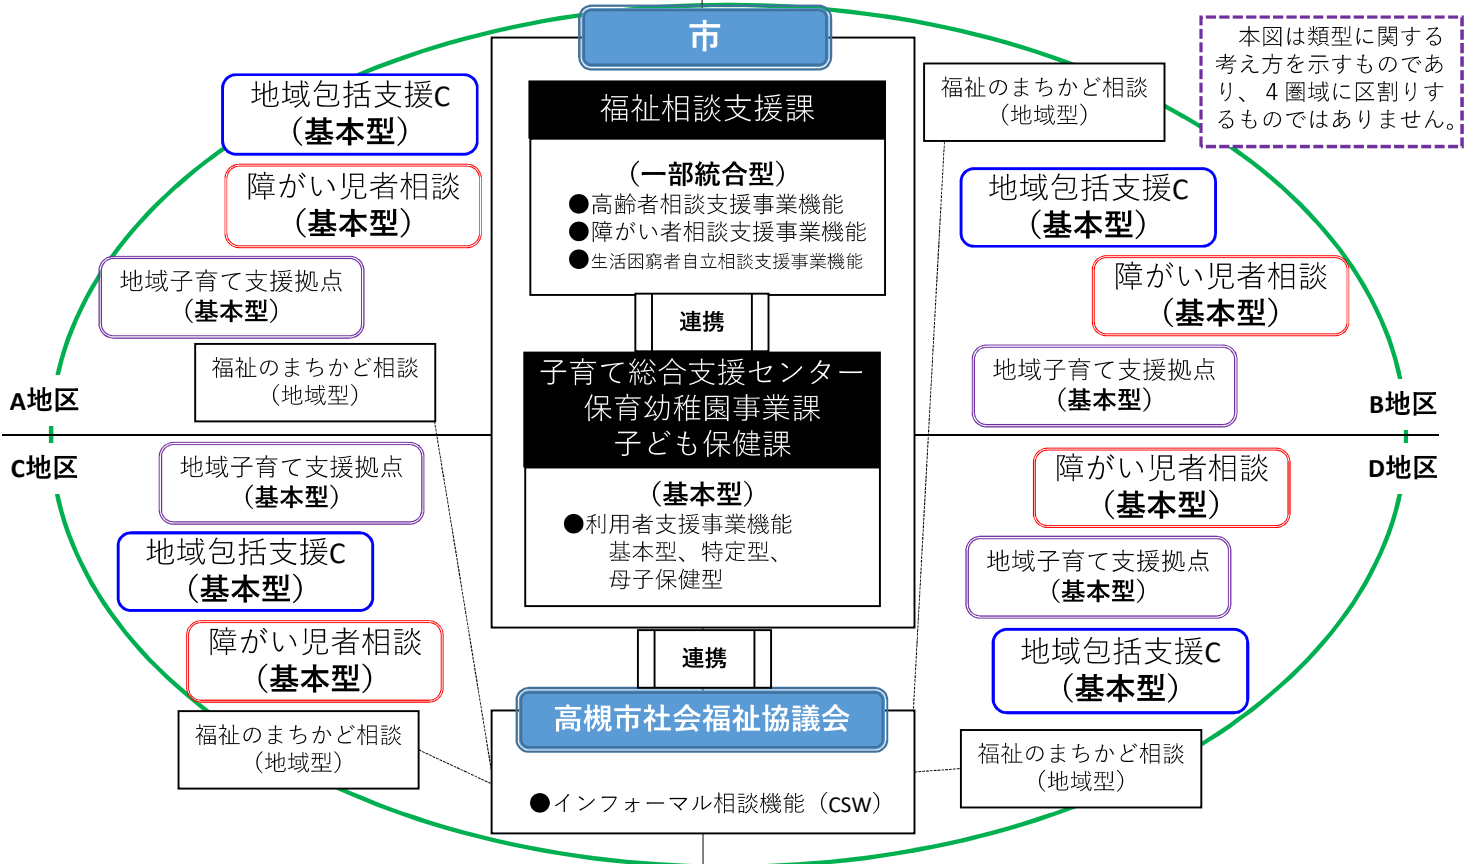 市
福祉相談支援課
（一部統合型）
●高齢者相談支援事業機能
●障がい者相談支援事業機能
●生活困窮者自立相談支援事業機能
連携
子育て総合支援センター
保育幼稚園事業課
子ども保健課
（基本型）
●利用者支援事業機能
基本型、特定型、
母子保健型
連携
高槻市社会福祉協議会
●インフォーマル相談機能（CSW）
地域包括支援C
（基本型）
障がい児者相談
（基本型）
地域子育て支援拠点
（基本型）
福祉のまちかど相談
（地域型）
A地区
福祉のまちかど相談
（地域型）
本図は類型に関する
考え方を示すものであ
り、４圏域に区割りす
るものではありません。
地域包括支援C
（基本型）
障がい児者相談
（基本型）
地域子育て支援拠点
（基本型）
B地区
C地区
地域子育て支援拠点
（基本型）
地域包括支援C
（基本型）
障がい児者相談
（基本型）
福祉のまちかど相談
（地域型）
D地区
障がい児者相談
（基本型）
地域子育て支援拠点
（基本型）
地域包括支援C
（基本型）
福祉のまちかど相談
（地域型）